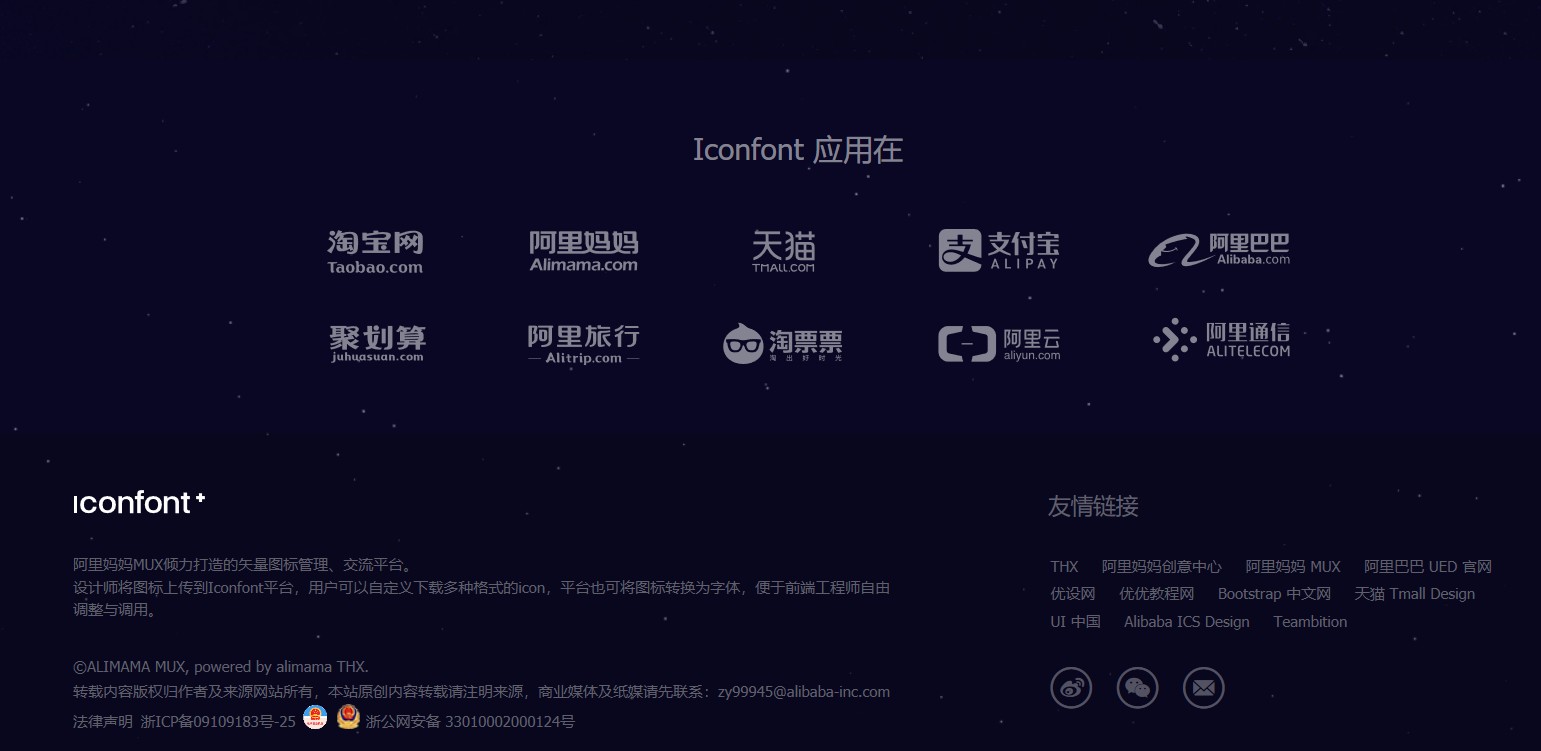 Iconfont 应用在
淘宝网 阿里妈妈 天猫 支付宝 阿里巴巴
Taobao.com Alimama.com TMALL.COM ALIPAY Alibaba.com
聚划算 阿里旅行 淘票票 阿里云 阿里通信
juhuasuan.com Alitrip.com 淘出好时光 aliyun.com ALITELECOM
iconfont+
阿里妈妈MUX倾力打造的矢量图标管理、交流平台。
设计师将图标上传到Iconfont平台，用户可以自定义下载多种格式的icon，平台也可将图标转换为字体，便于前端工程师自由
调整与调用。
©ALIMAMA MUX, powered by alimama THX.
转载内容版权归作者及来源网站所有，本站原创内容转载请注明来源，商业媒体及纸媒请先联系：zy99945@alibaba-inc.com
法律声明 浙ICP备09109183号-25 浙公网安备 33010002000124号
友情链接
THX 阿里妈妈创意中心 阿里妈妈 MUX 阿里巴巴 UED 官网
优设网 优优教程网 Bootstrap 中文网 天猫 Tmall Design
UI 中国 Alibaba ICS Design Teambition